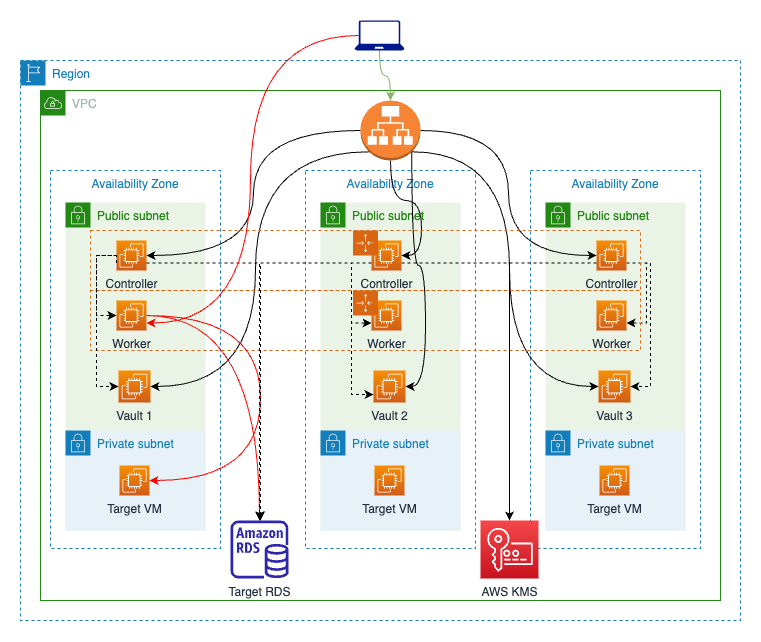 Region
VPC
Availability Zone
Availability Zone
Availability Zone
Public subnet
Public subnet
Public subnet
Controller
Controller
Controller
Worker
Worker
Worker
Vault 1
Vault 2
Vault 3
Private subnet
Private subnet
Private subnet
Target VM
Target VM
Target VM
Amazon
RDS
Target RDS
AWS KMS